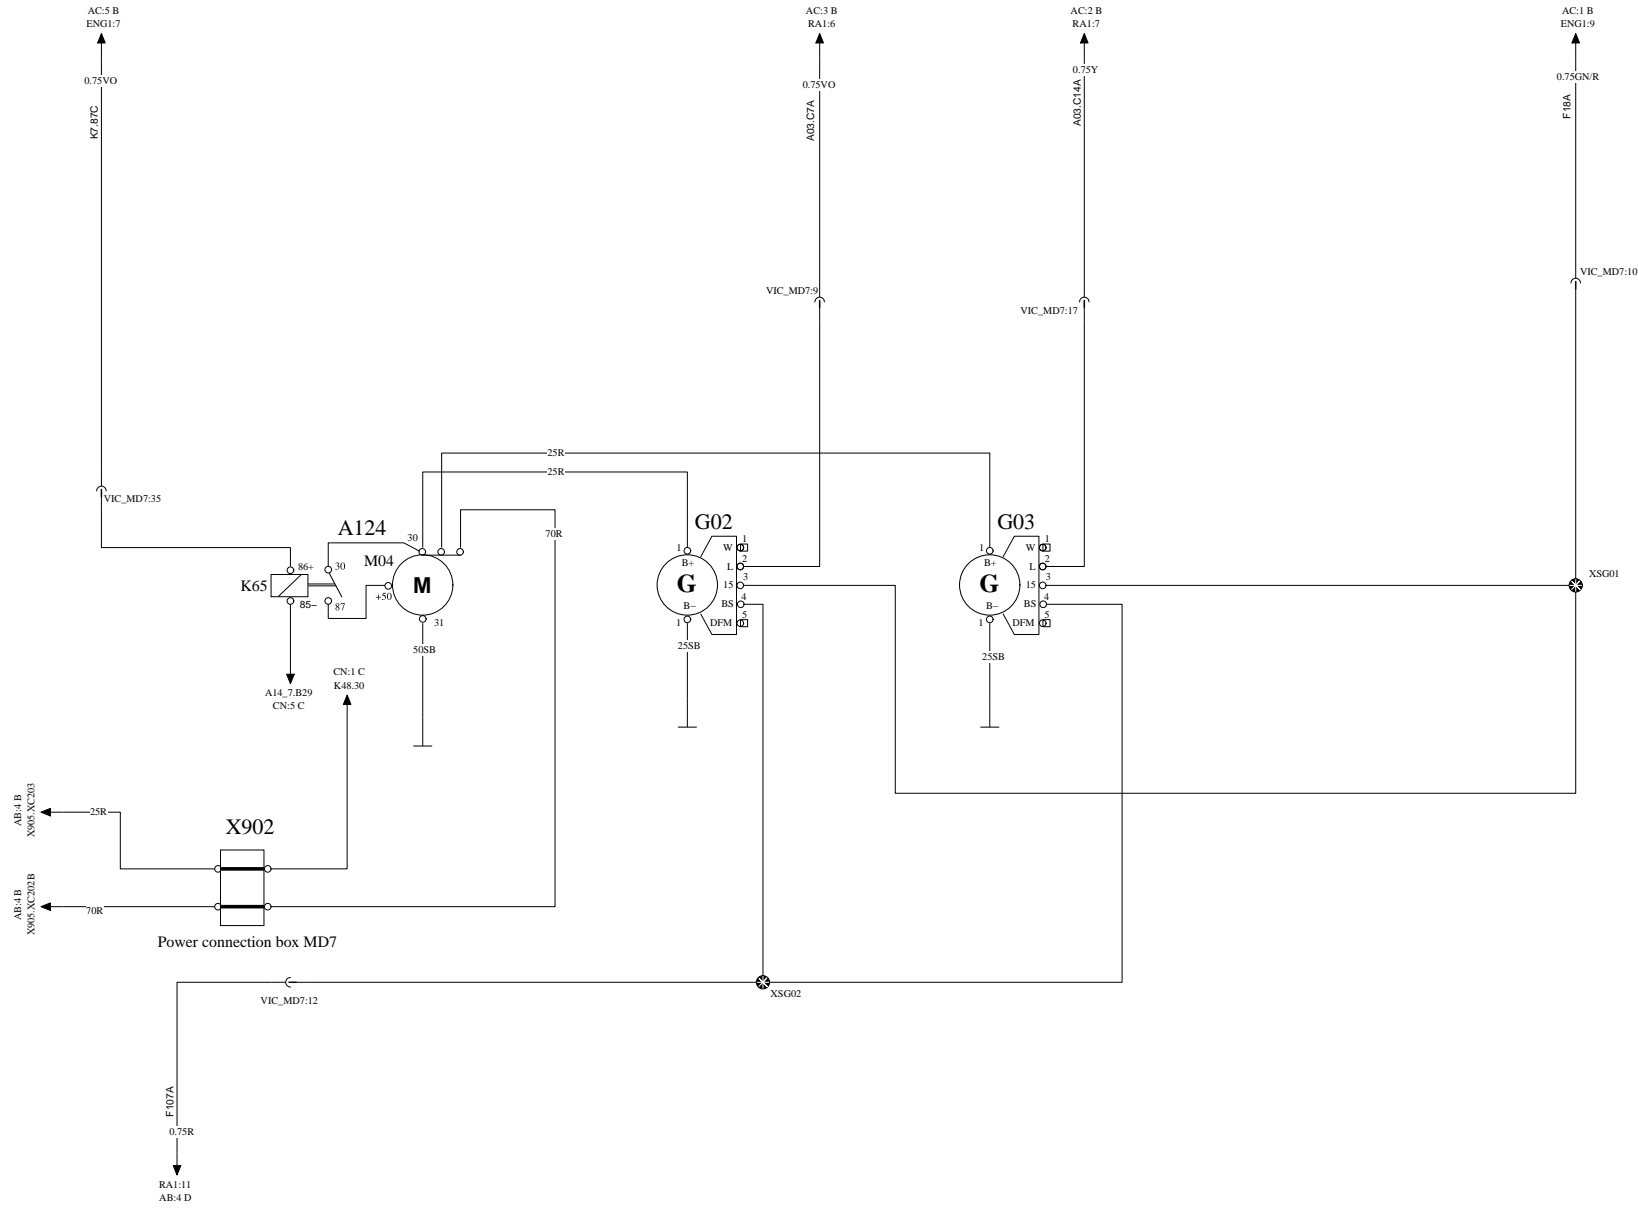 AC:5 B
ENG1:7
AC:3 B
RA1:6
AC:2 B
RA1:7
AC:1 B
ENG1:9
0.75VO
0.75VO
0.75Y
0.75GN/R
K7.87C
A03.C7A
A03.C14A
F18A
VIC_MD7:10
VIC_MD7:9
VIC_MD7:17
25R
25R
VIC_MD7:35
A124
30
70R
G02
G03
M04
M
K65
86+
30
85–
87
+50
31
1
B+
G
B–
1
W
L
15
BS
DFM
1
2
3
4
5
1
B+
G
B–
1
W
L
15
BS
DFM
1
2
3
4
5
XSG01
50SB
25SB
25SB
A14_7.B29
CN:5 C
CN:1 C
K48.30
AB:4 B
X905.XC203
25R
X902
AB:4 B
X905.XC202B
70R
Power connection box MD7
VIC_MD7:12
XSG02
F107A
0.75R
RA1:11
AB:4 D